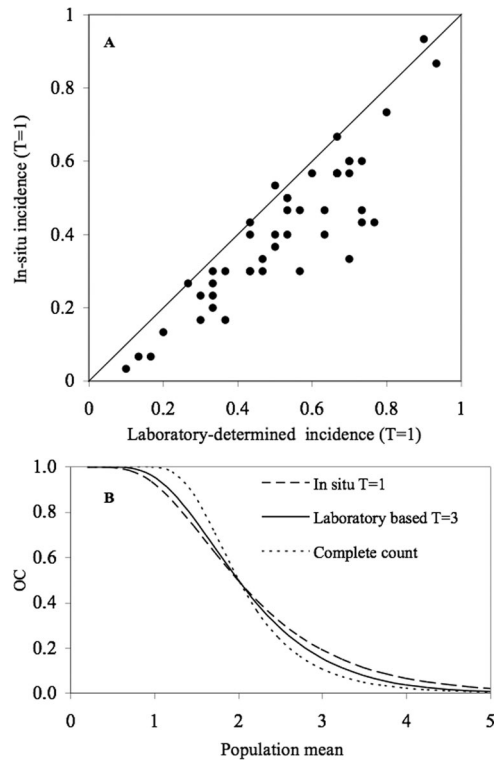 A
1
0.8
0.6
0.4
0.2
0
In-situ incidence (T=1)
0 0.2 0.4 0.6 0.8 1
Laboratory-determined incidence (T=1)
B
1.0
0.8
0.6
0.4
0.2
0.0
OC
In situ T=1
Laboratory based T=3
Complete count
0 1 2 3 4 5
Population mean